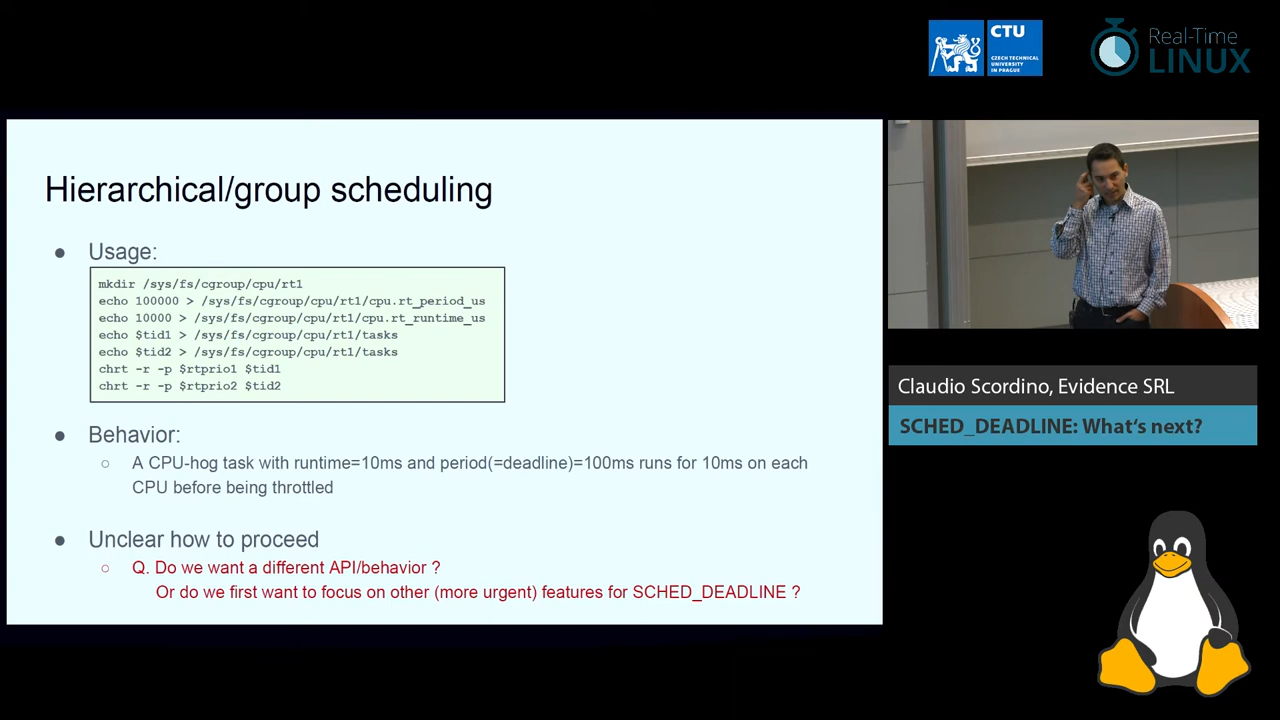 CTU
CZECH TECHNICAL
UNIVERSITY
IN PRAGUE
Real-Time
LINUX
Hierarchical/group scheduling
● Usage:
mkdir /sys/fs/cgroup/cpu/rt1
echo 100000 > /sys/fs/cgroup/cpu/rt1/cpu.rt_period_us
echo 10000 > /sys/fs/cgroup/cpu/rt1/cpu.rt_runtime_us
echo $tid1 > /sys/fs/cgroup/cpu/rt1/tasks
echo $tid2 > /sys/fs/cgroup/cpu/rt1/tasks
chrt -r -p $rtprio1 $tid1
chrt -r -p $rtprio2 $tid2
● Behavior:
○ A CPU-hog task with runtime=10ms and period(=deadline)=100ms runs for 10ms on each
CPU before being throttled
● Unclear how to proceed
○ Q. Do we want a different API/behavior ?
Or do we first want to focus on other (more urgent) features for SCHED_DEADLINE ?
Claudio Scordino, Evidence SRL
SCHED_DEADLINE: What's next?